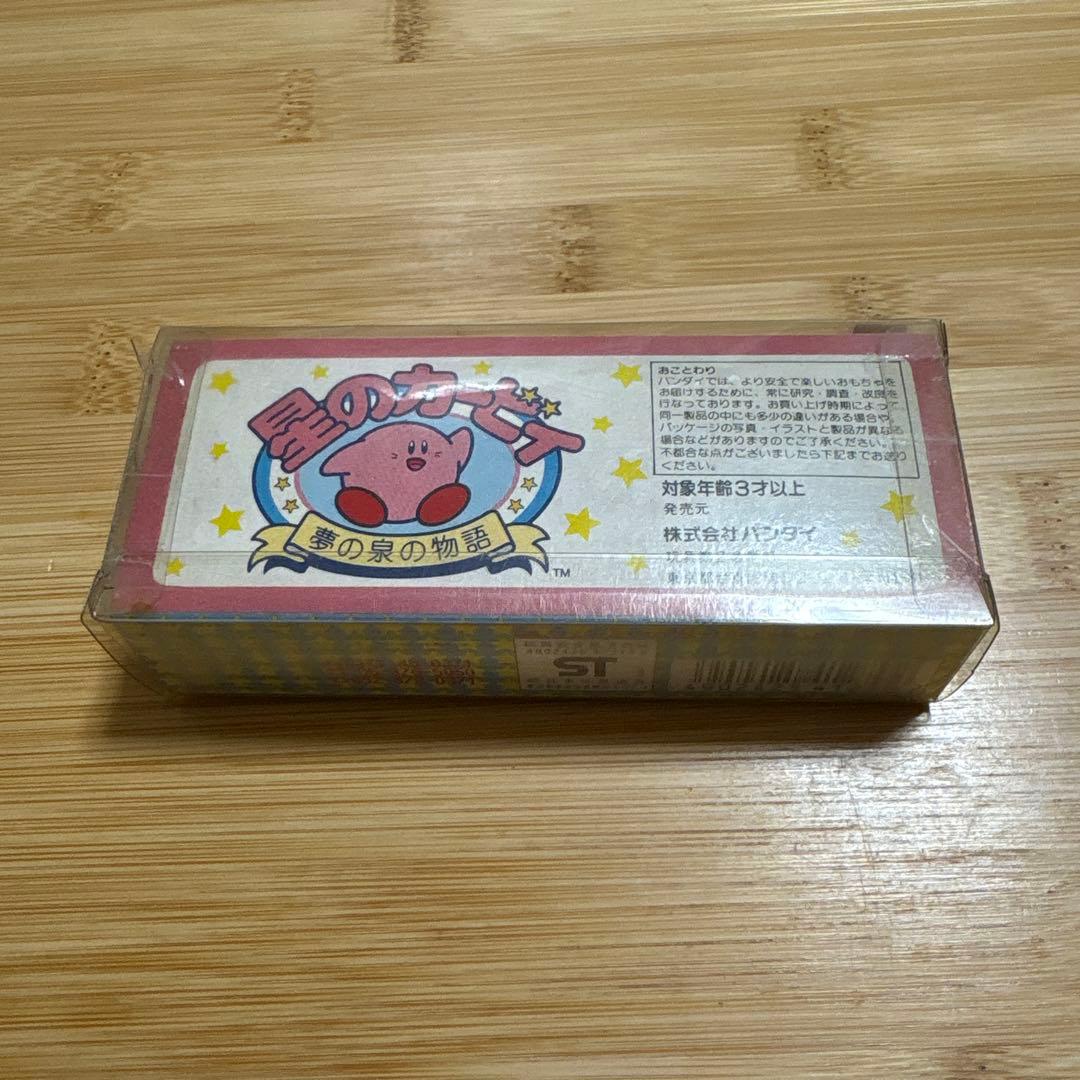 星のカービィ
夢の泉の物語
TM
おことわり
バンダイでは、より安全で楽しいおもちゃを
お届けするために、常に研究・調査・改良を
行なっております。お買い上げ時期によって
同一製品の中にも多少の違いがある場合や
パッケージの写真・イラストと製品が異なる
場合などがありますのでご了承ください。
不都合な点がございましたら下記までお送り
ください。
対象年齢3才以上
発売元
株式会社バンダイ
ST